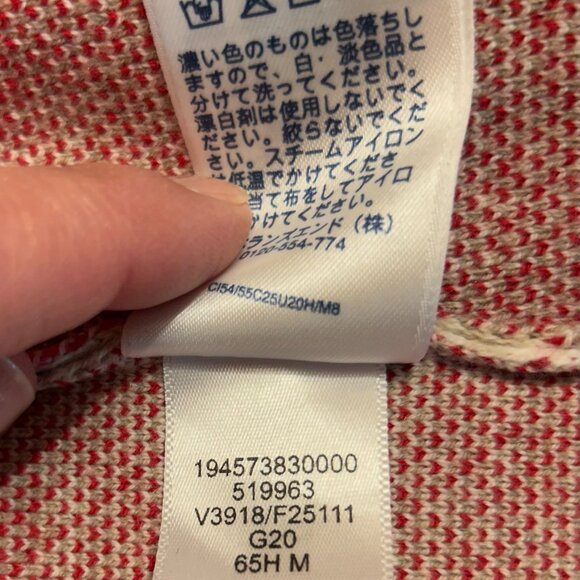 濃い色のものは色落ちし
ますので、白・淡色品と
分けて洗ってください。
漂白剤は使用しないでく
ださい。絞らないでくだ
さい。スチームアイロン
は低温でかけてくださ
当て布をしてアイロ
かけてください。
ランズエンド（株）
0120-554-774
CI54/55C25U20H/M8
194573830000
519963
V3918/F25111
G20
65H M